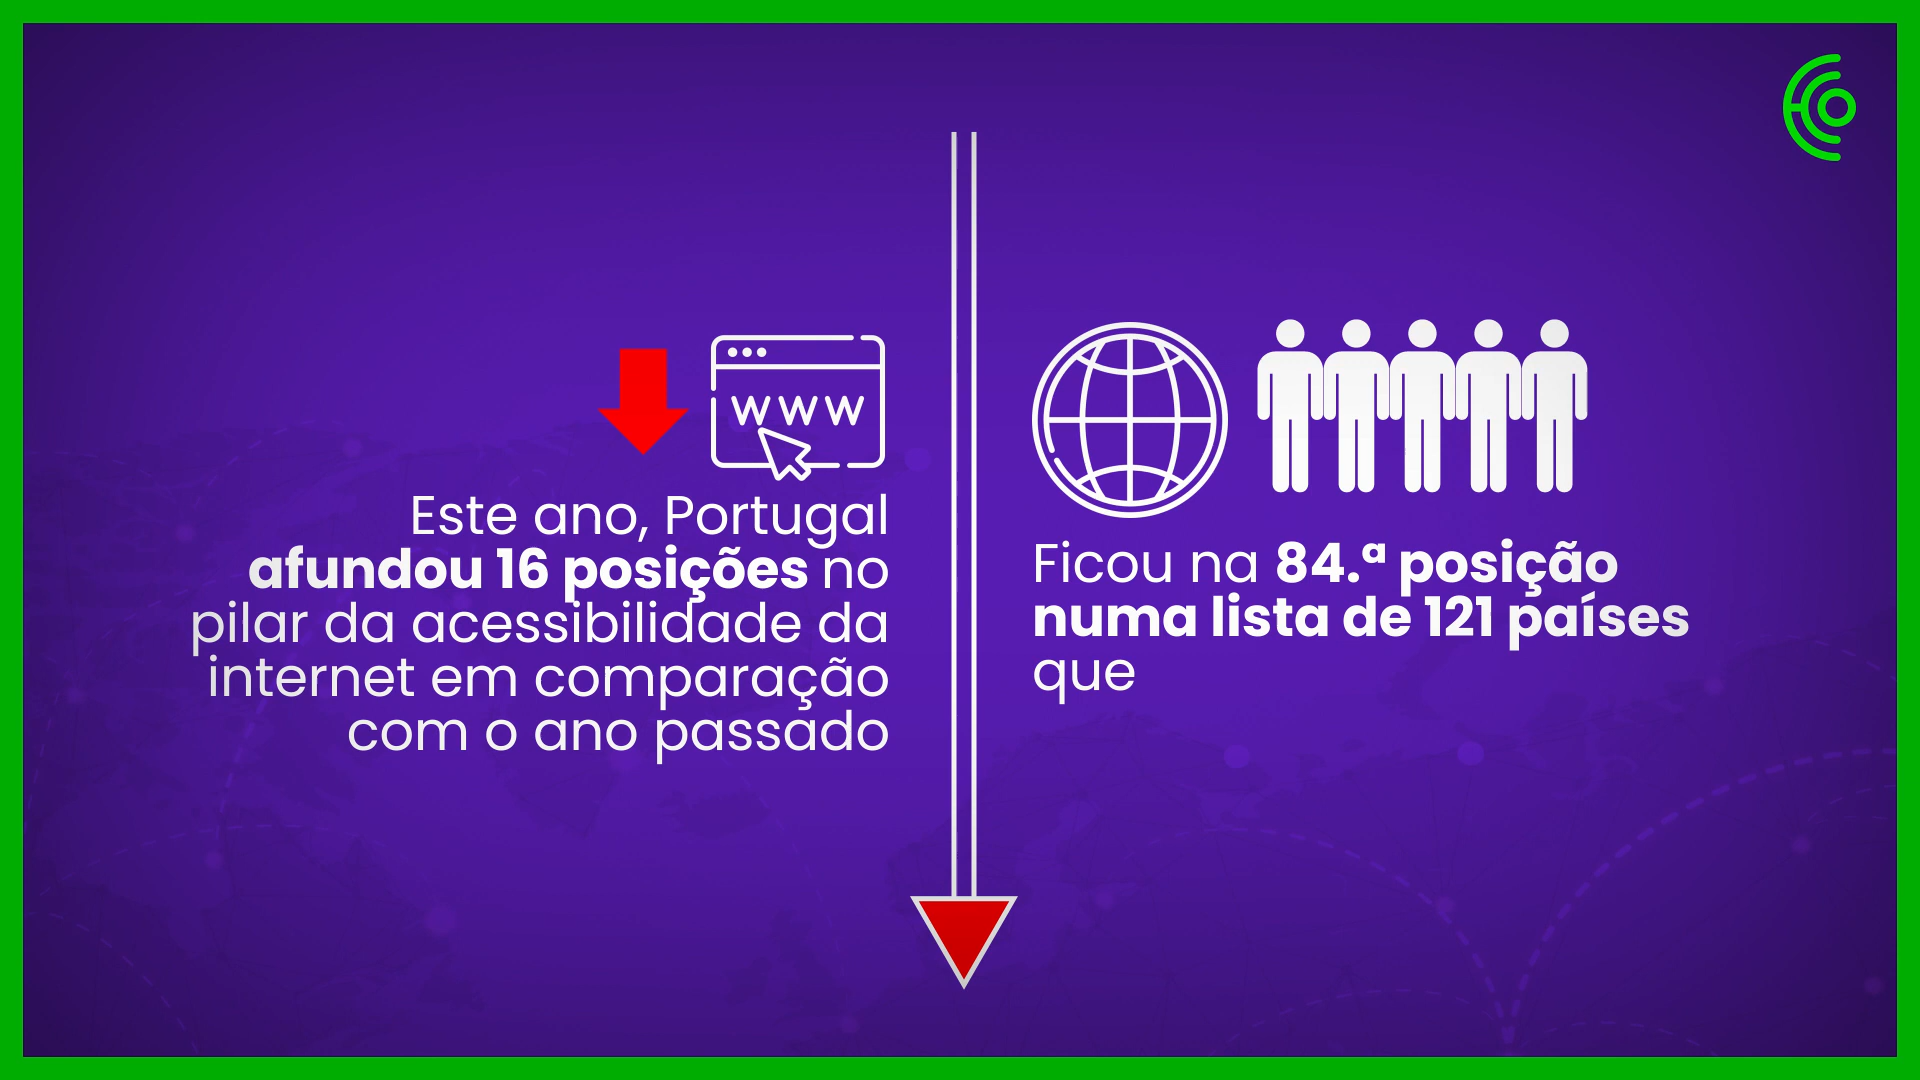 WWW
Este ano, Portugal
afundou 16 posições no
pilar da acessibilidade da
internet em comparação
com o ano passado
Ficou na 84.ª posição
numa lista de 121 países
que